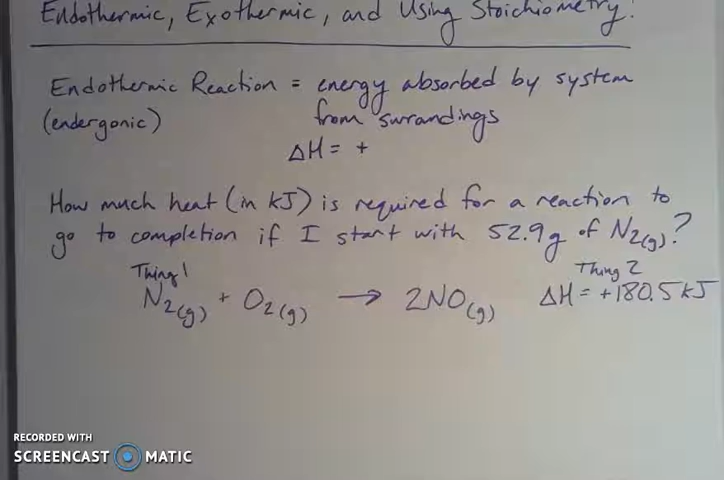 Endothermic, Exothermic, and Using Stoichiometry.
Endothermic Reaction = energy absorbed by system
(endergonic) from surrandings
ΔH = +
How much heat (in kJ) is required for a reaction to
go to completion if I start with 52.9g of N₂(g)?
Thing 1 Thing 2
N₂(g) + O₂(g) → 2NO(g) ΔH = +180.5 kJ
RECORDED WITH
SCREENCAST MATIC